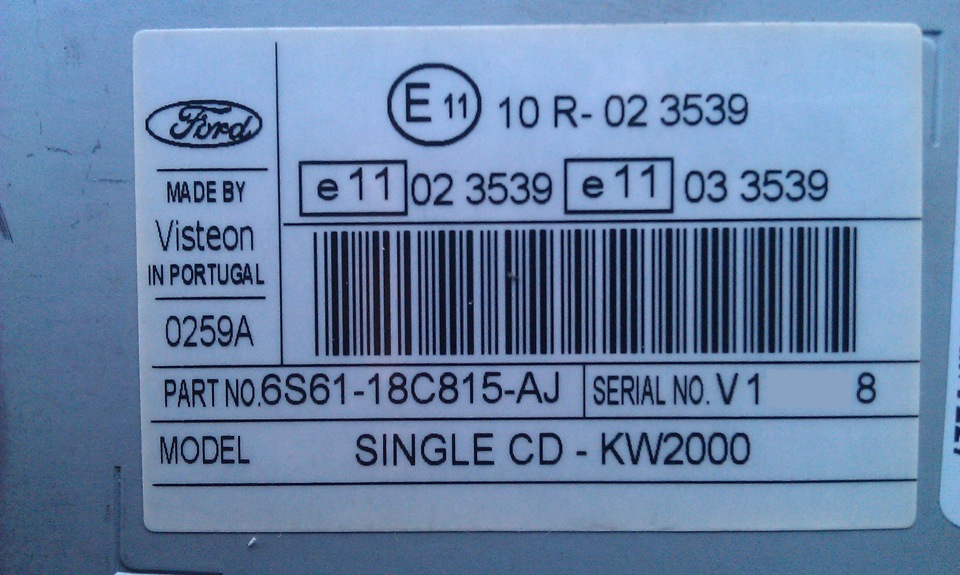 Ford
MADE BY
Visteon
IN PORTUGAL
0259A
E 11 10 R- 02 3539
e 11 02 3539 e 11 03 3539
PART NO. 6S61-18C815-AJ
SERIAL NO. V 1 8
MODEL SINGLE CD - KW2000